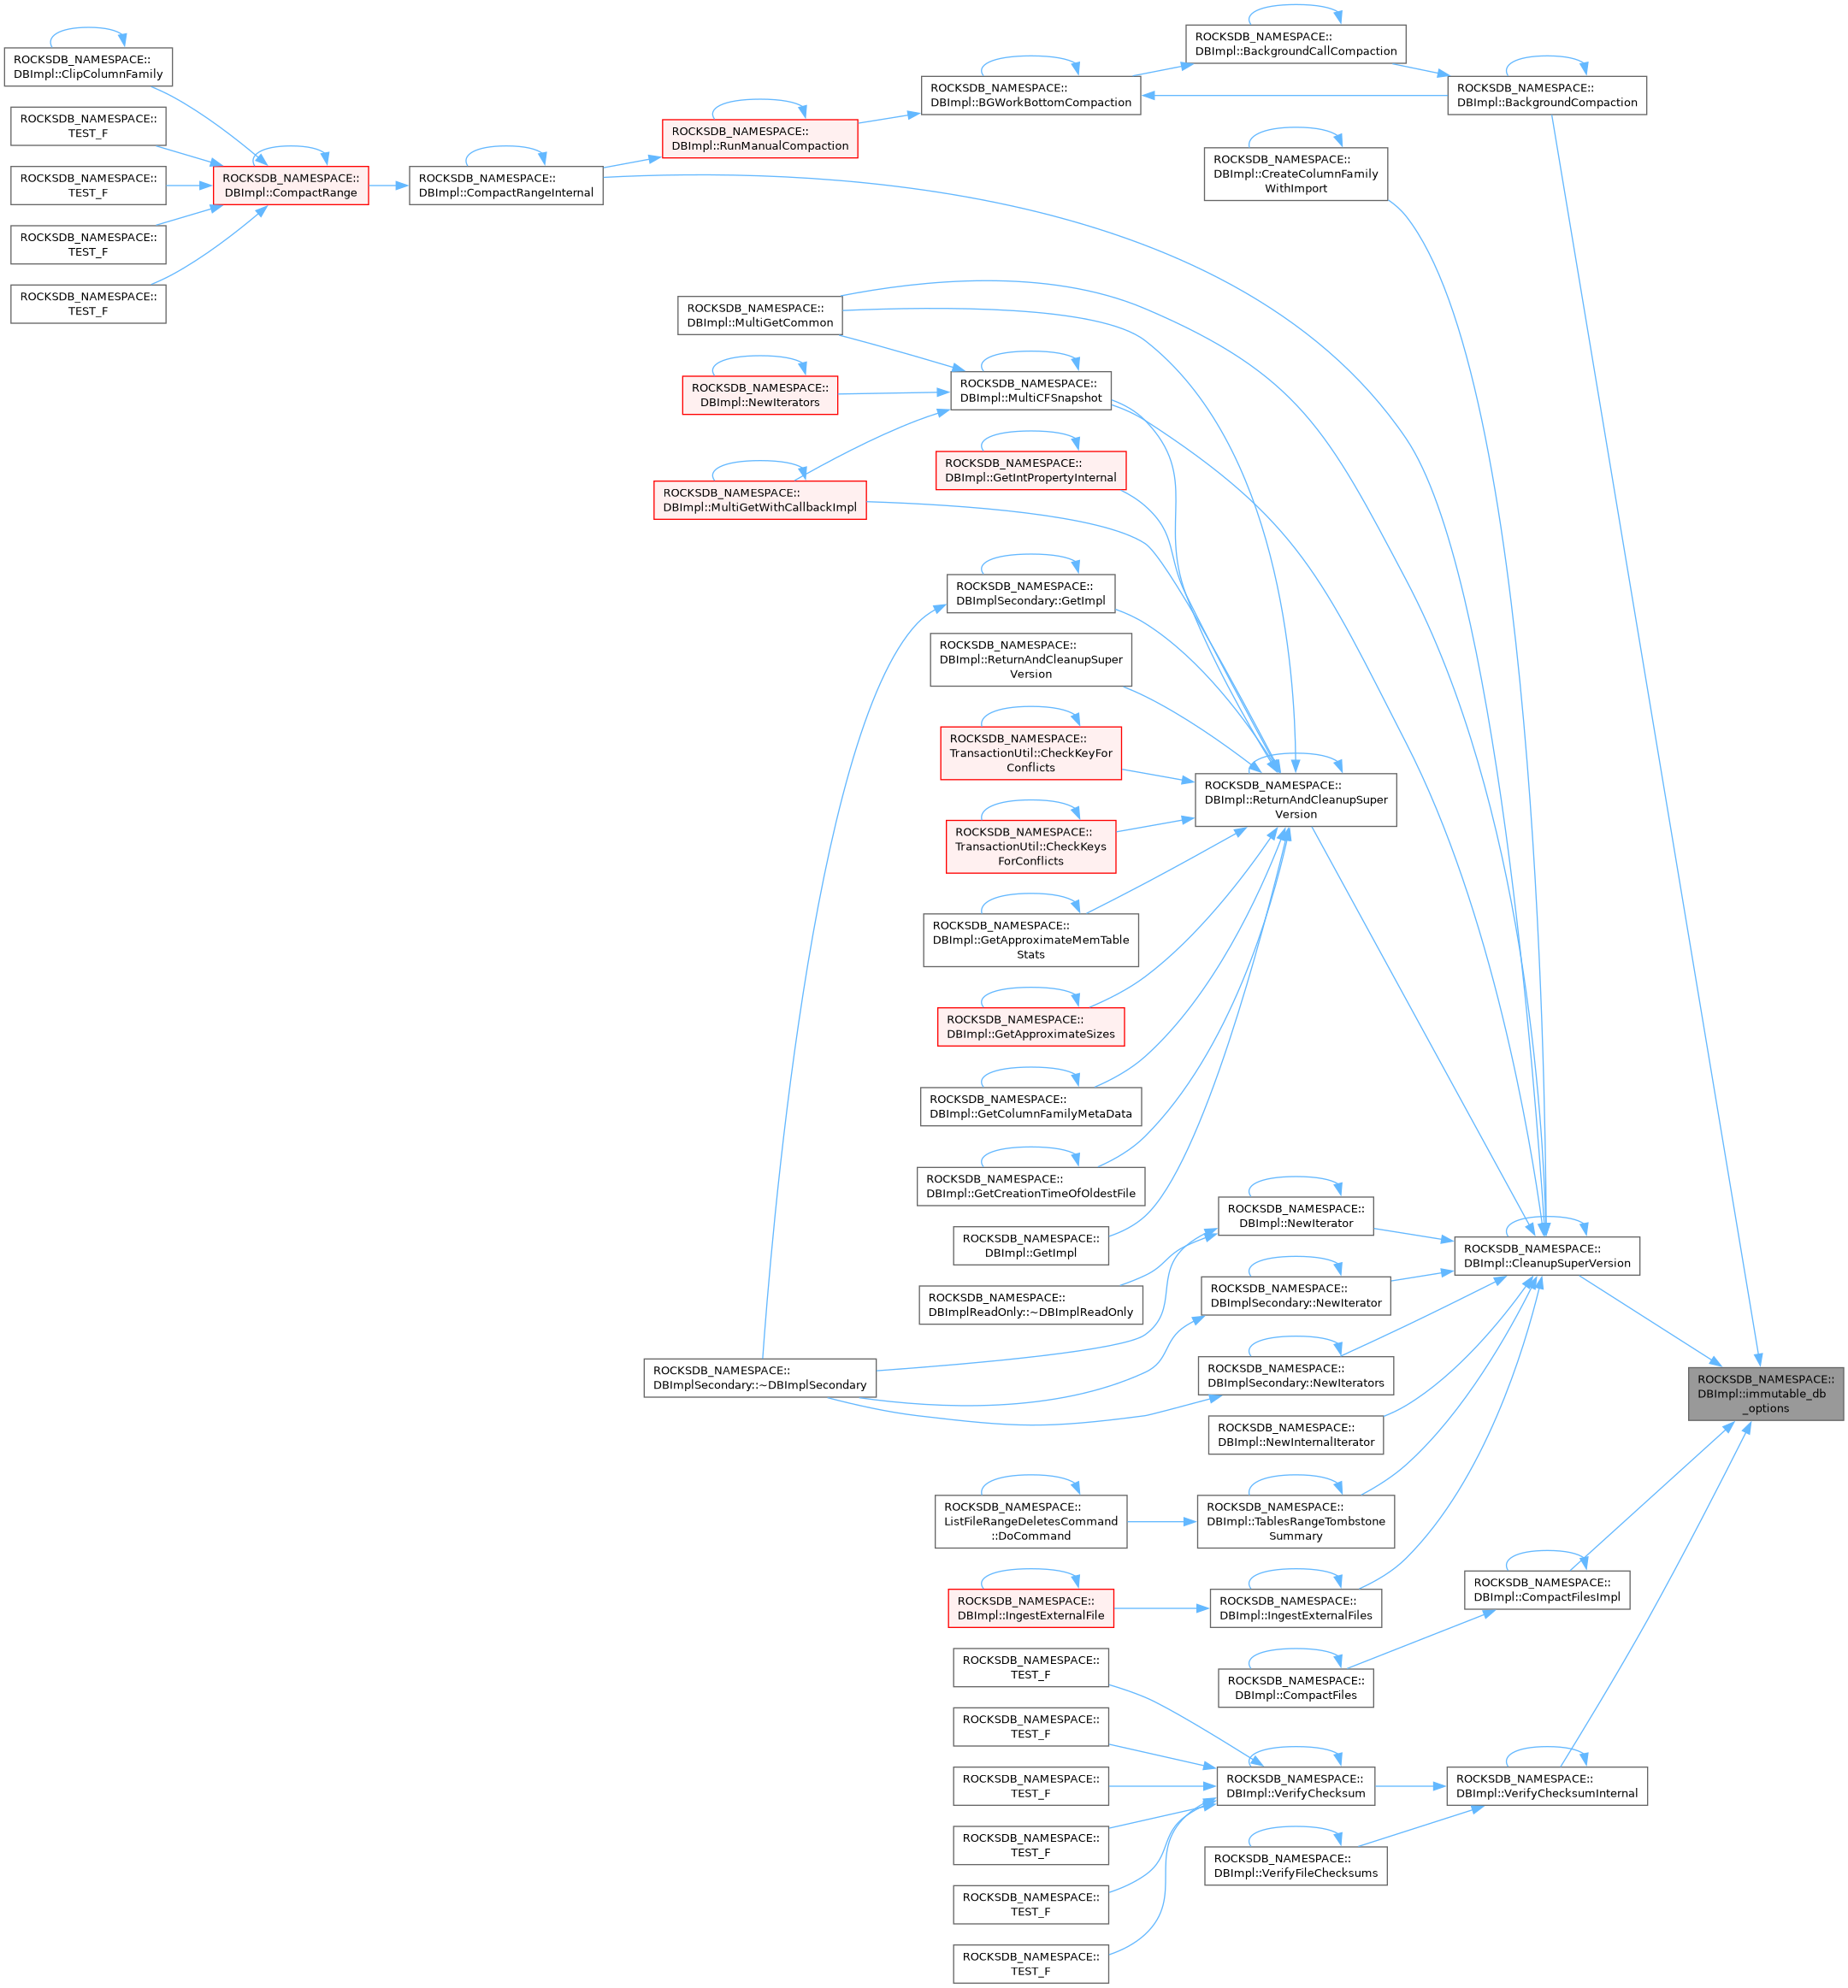 ROCKSDB_NAMESPACE::
DBImpl::ClipColumnFamily
ROCKSDB_NAMESPACE::
TEST_F
ROCKSDB_NAMESPACE::
TEST_F
ROCKSDB_NAMESPACE::
TEST_F
ROCKSDB_NAMESPACE::
TEST_F
ROCKSDB_NAMESPACE::
DBImpl::CompactRange
ROCKSDB_NAMESPACE::
DBImpl::CompactRangeInternal
ROCKSDB_NAMESPACE::
DBImpl::RunManualCompaction
ROCKSDB_NAMESPACE::
DBImpl::BGWorkBottomCompaction
ROCKSDB_NAMESPACE::
DBImpl::BackgroundCallCompaction
ROCKSDB_NAMESPACE::
DBImpl::BackgroundCompaction
ROCKSDB_NAMESPACE::
DBImpl::CreateColumnFamily
WithImport
ROCKSDB_NAMESPACE::
DBImpl::MultiGetCommon
ROCKSDB_NAMESPACE::
DBImpl::NewIterators
ROCKSDB_NAMESPACE::
DBImpl::MultiCFSnapshot
ROCKSDB_NAMESPACE::
DBImpl::GetIntPropertyInternal
ROCKSDB_NAMESPACE::
DBImpl::MultiGetWithCallbackImpl
ROCKSDB_NAMESPACE::
DBImplSecondary::GetImpl
ROCKSDB_NAMESPACE::
DBImpl::ReturnAndCleanupSuper
Version
ROCKSDB_NAMESPACE::
TransactionUtil::CheckKeyFor
Conflicts
ROCKSDB_NAMESPACE::
DBImpl::ReturnAndCleanupSuper
Version
ROCKSDB_NAMESPACE::
TransactionUtil::CheckKeys
ForConflicts
ROCKSDB_NAMESPACE::
DBImpl::GetApproximateMemTable
Stats
ROCKSDB_NAMESPACE::
DBImpl::GetApproximateSizes
ROCKSDB_NAMESPACE::
DBImpl::GetColumnFamilyMetaData
ROCKSDB_NAMESPACE::
DBImpl::GetCreationTimeOfOldestFile
ROCKSDB_NAMESPACE::
DBImpl::GetImpl
ROCKSDB_NAMESPACE::
DBImpl::NewIterator
ROCKSDB_NAMESPACE::
DBImpl::CleanupSuperVersion
ROCKSDB_NAMESPACE::
DBImplReadOnly::~DBImplReadOnly
ROCKSDB_NAMESPACE::
DBImplSecondary::NewIterator
ROCKSDB_NAMESPACE::
DBImplSecondary::~DBImplSecondary
ROCKSDB_NAMESPACE::
DBImplSecondary::NewIterators
ROCKSDB_NAMESPACE::
DBImpl::immutable_db
_options
ROCKSDB_NAMESPACE::
DBImpl::NewInternalIterator
ROCKSDB_NAMESPACE::
ListFileRangeDeletesCommand
::DoCommand
ROCKSDB_NAMESPACE::
DBImpl::TablesRangeTombstone
Summary
ROCKSDB_NAMESPACE::
DBImpl::IngestExternalFile
ROCKSDB_NAMESPACE::
DBImpl::IngestExternalFiles
ROCKSDB_NAMESPACE::
DBImpl::CompactFilesImpl
ROCKSDB_NAMESPACE::
DBImpl::CompactFiles
ROCKSDB_NAMESPACE::
TEST_F
ROCKSDB_NAMESPACE::
TEST_F
ROCKSDB_NAMESPACE::
TEST_F
ROCKSDB_NAMESPACE::
DBImpl::VerifyChecksum
ROCKSDB_NAMESPACE::
DBImpl::VerifyChecksumInternal
ROCKSDB_NAMESPACE::
TEST_F
ROCKSDB_NAMESPACE::
DBImpl::VerifyFileChecksums
ROCKSDB_NAMESPACE::
TEST_F
ROCKSDB_NAMESPACE::
TEST_F